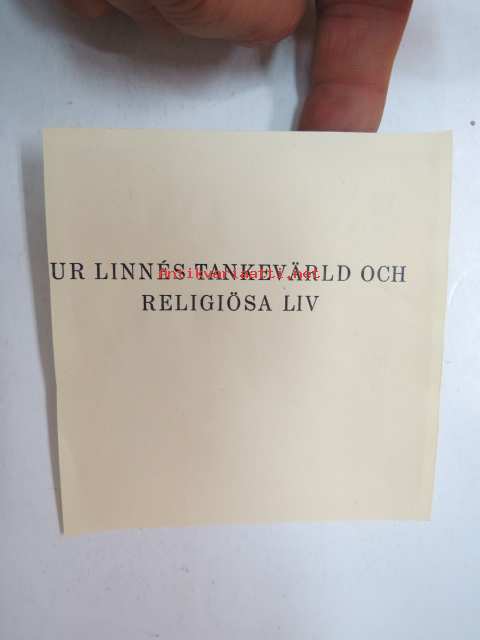 UR LINNÉS TANKEVÄRLD OCH
Antikvariaatti.net
RELIGIÖSA LIV